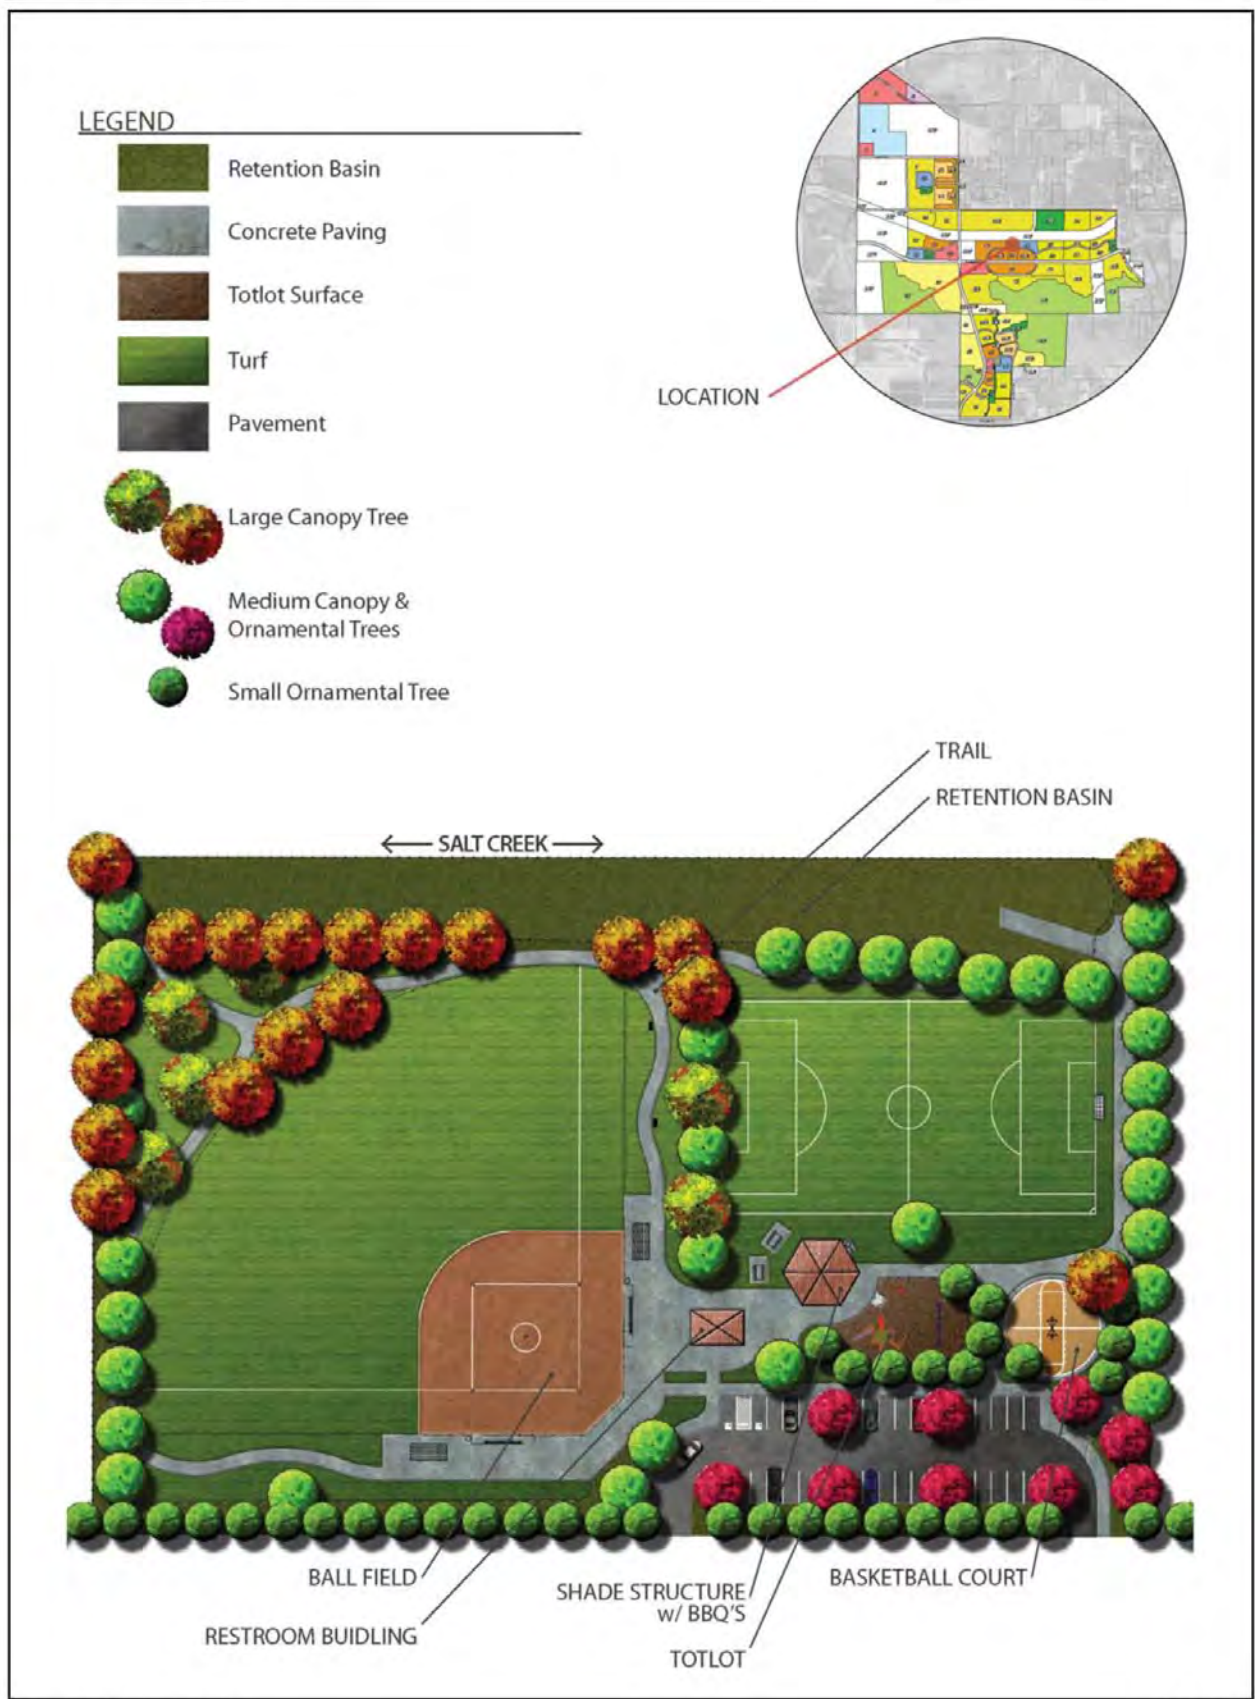 LEGEND
Retention Basin
Concrete Paving
Totlot Surface
Turf
Pavement
Large Canopy Tree
Medium Canopy &
Ornamental Trees
Small Ornamental Tree
LOCATION
TRAIL
RETENTION BASIN
SALT CREEK
BALL FIELD
RESTROOM BUIDLING
SHADE STRUCTURE
w/ BBQ'S
TOTLOT
BASKETBALL COURT